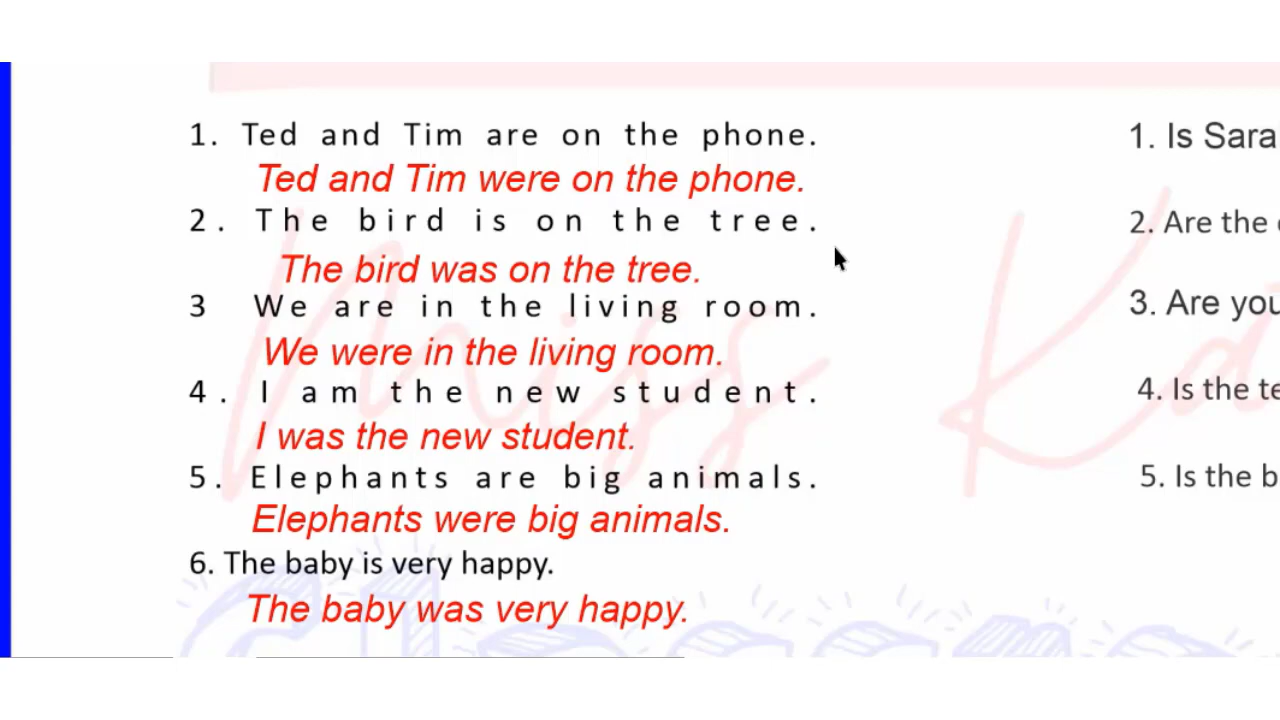 1. Ted and Tim are on the phone.
Ted and Tim were on the phone.
2. The bird is on the tree.
The bird was on the tree.
3 We are in the living room.
We were in the living room.
4. I am the new student.
I was the new student.
5. Elephants are big animals.
Elephants were big animals.
6. The baby is very happy.
The baby was very happy.
1. Is Sara
2. Are the
3. Are you
4. Is the
5. Is the
Miss